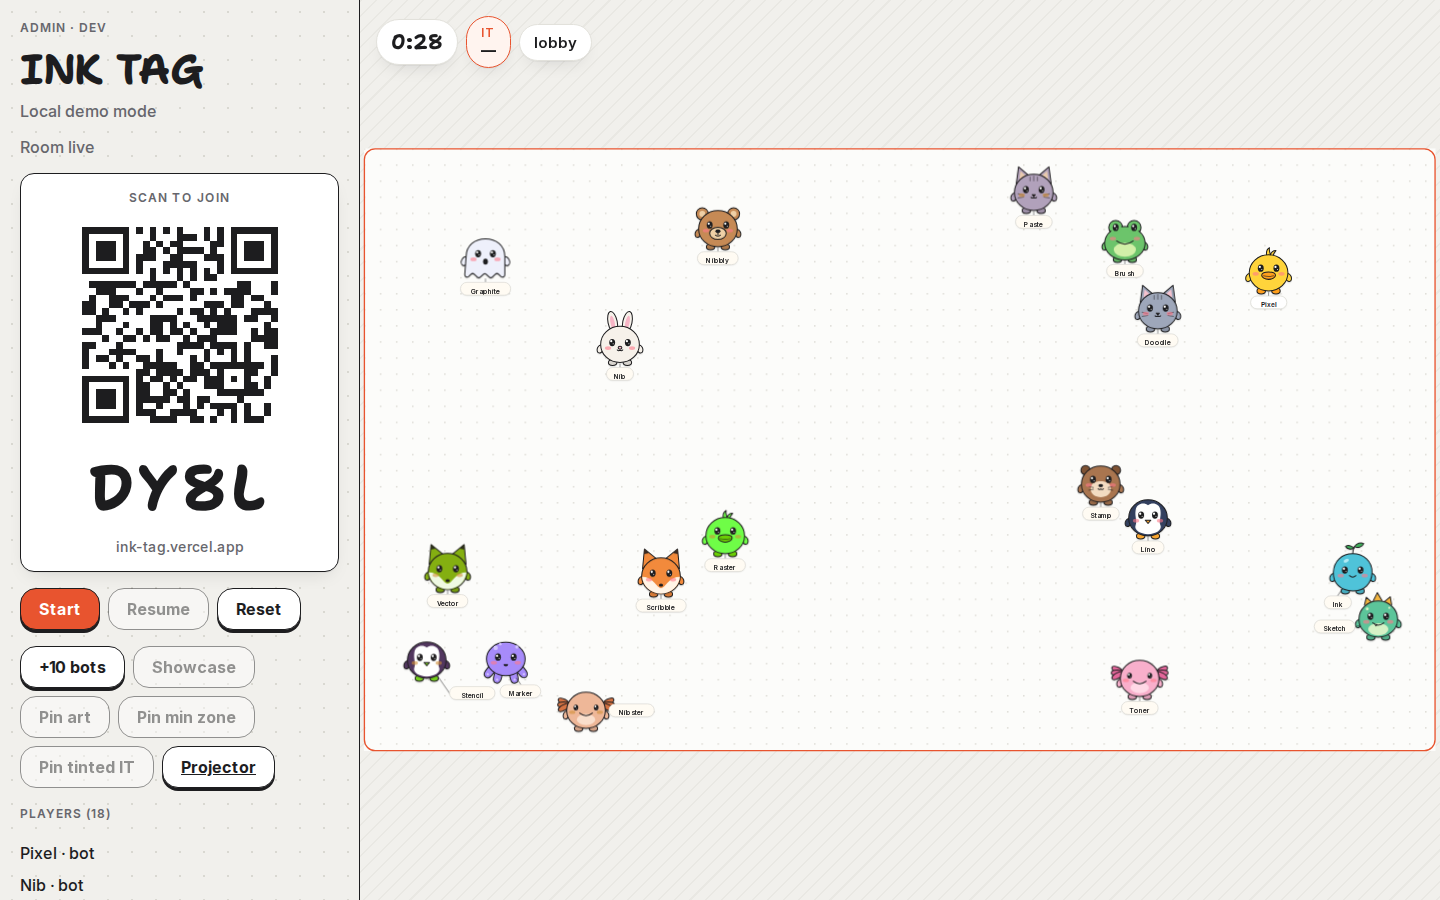 ADMIN · DEV
INK TAG
Local demo mode
Room live
SCAN TO JOIN
DY8L
ink-tag.vercel.app
Start
Resume
Reset
+10 bots
Showcase
Pin art
Pin min zone
Pin tinted IT
Projector
PLAYERS (18)
Pixel · bot
Nib · bot
0:28
IT
—
lobby
Paste
Nibbly
Brush
Graphite
Pixel
Doodle
Nib
Stamp
Lino
Raster
Vector
Scribble
Ink
Sketch
Stencil
Marker
Nibster
Toner